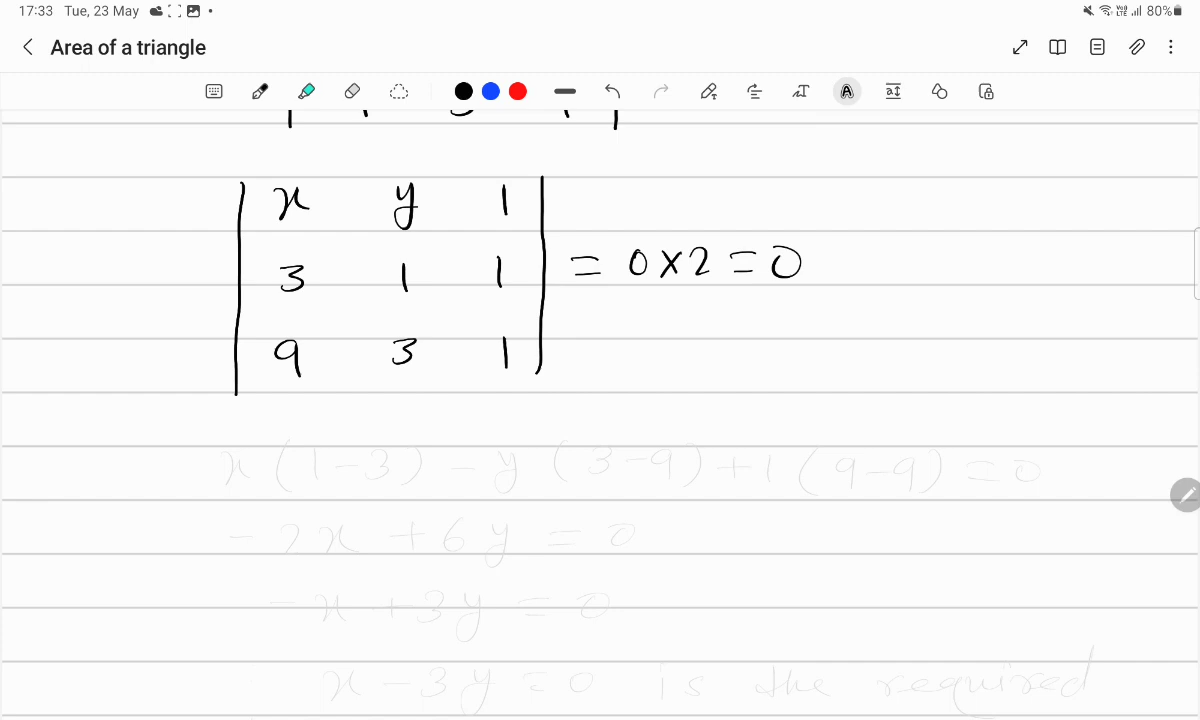 17:33 Tue, 23 May 80%
Area of a triangle
x y 1
3 1 1 = 0×2 = 0
9 3 1
x (1-3) - y (3-9) + 1 (9-9) = 0
-2x + 6y = 0
-x + 3y = 0
x - 3y = 0 is the required